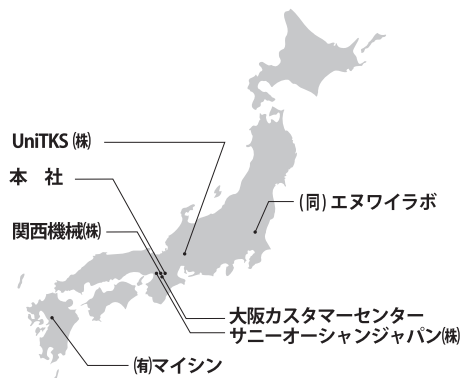 UniTKS ㈱
本　社
(同) エヌワイラボ
関西機械㈱
大阪カスタマーセンター
サニーオーシャンジャパン㈱
㈲マイシン